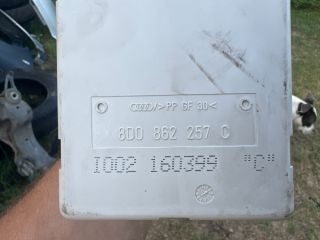 >PP GF 30<
8D0 862 257 C
I002 160399 "C"